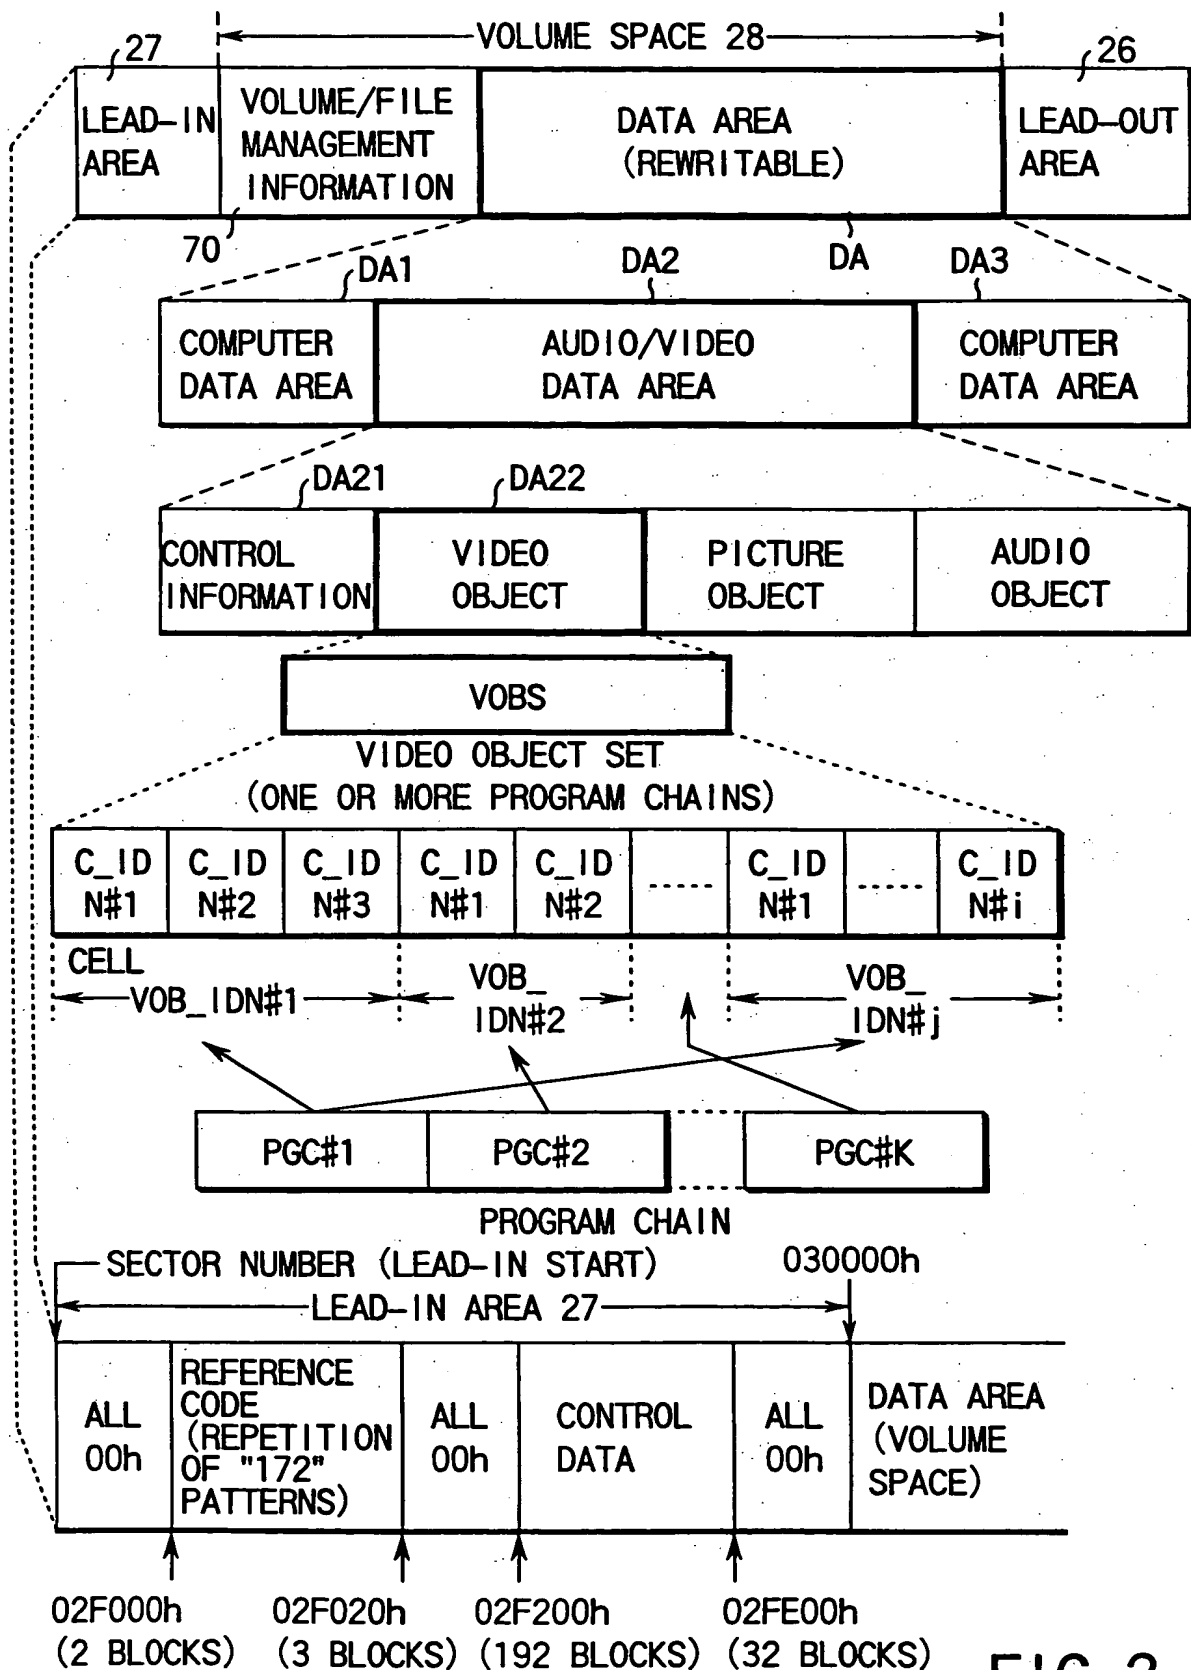 VOLUME SPACE 28
27
26
LEAD-IN
AREA
VOLUME/FILE
MANAGEMENT
INFORMATION
DATA AREA
(REWRITABLE)
LEAD-OUT
AREA
70
DA
DA1
DA2
DA3
COMPUTER
DATA AREA
AUDIO/VIDEO
DATA AREA
COMPUTER
DATA AREA
DA21
DA22
CONTROL
INFORMATION
VIDEO
OBJECT
PICTURE
OBJECT
AUDIO
OBJECT
VOBS
VIDEO OBJECT SET
(ONE OR MORE PROGRAM CHAINS)
C_ID
N#1
C_ID
N#2
C_ID
N#3
C_ID
N#1
C_ID
N#2
C_ID
N#1
C_ID
N#i
CELL
VOB_IDN#1
VOB_
IDN#2
VOB_
IDN#j
PGC#1
PGC#2
PGC#K
PROGRAM CHAIN
SECTOR NUMBER (LEAD-IN START)
030000h
LEAD-IN AREA 27
ALL
00h
REFERENCE
CODE
(REPETITION
OF "172"
PATTERNS)
ALL
00h
CONTROL
DATA
ALL
00h
DATA AREA
(VOLUME
SPACE)
02F000h
(2 BLOCKS)
02F020h
(3 BLOCKS)
02F200h
(192 BLOCKS)
02FE00h
(32 BLOCKS)